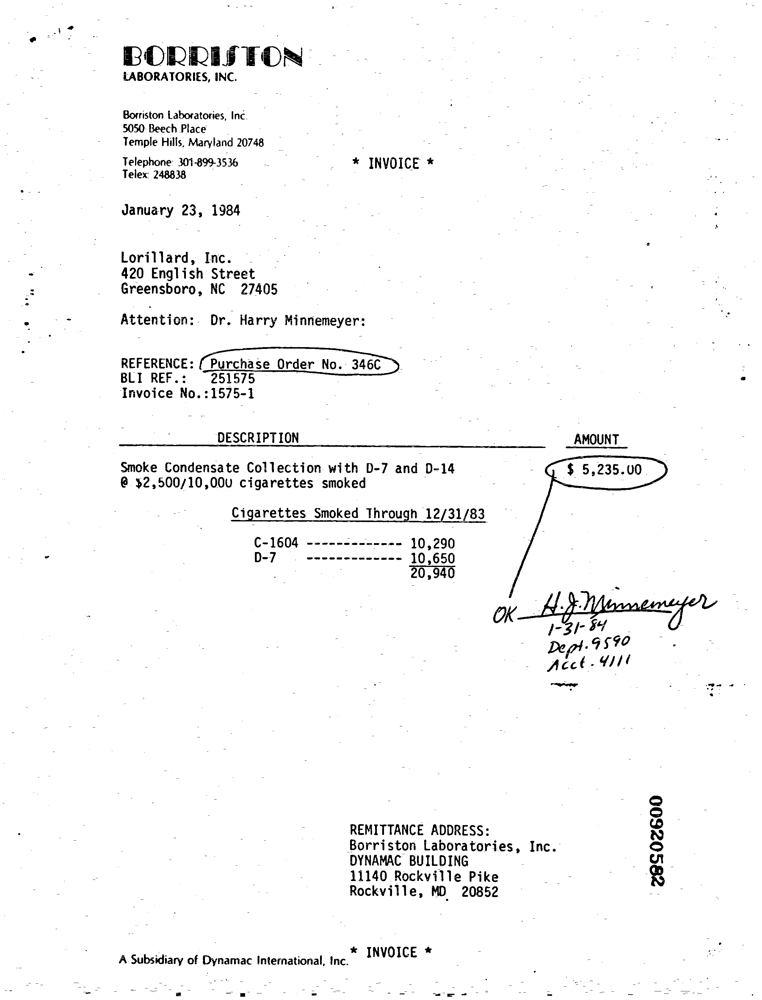 BORRISTON
LABORATORIES, INC.
Borriston Laboratories, Inc.
5050 Beech Place
Temple Hills, Maryland 20748
Telephone: 301-899-3536
Telex: 248838
* INVOICE *
January 23, 1984
Lorillard, Inc.
420 English Street
Greensboro, NC 27405
Attention: Dr. Harry Minnemeyer:
REFERENCE: Purchase Order No. 346C
BLI REF.: 251575
Invoice No.:1575-1
DESCRIPTION AMOUNT
Smoke Condensate Collection with D-7 and D-14 $ 5,235.00
@ $2,500/10,000 cigarettes smoked
Cigarettes Smoked Through 12/31/83
C-1604 ------------- 10,290
D-7 ------------- 10,650
20,940
OK H.J. Minnemeyer
1-31-84
Dept. 9590
Acct. 4111
00920582
REMITTANCE ADDRESS:
Borriston Laboratories, Inc.
DYNAMAC BUILDING
11140 Rockville Pike
Rockville, MD 20852
* INVOICE *
A Subsidiary of Dynamac International, Inc.